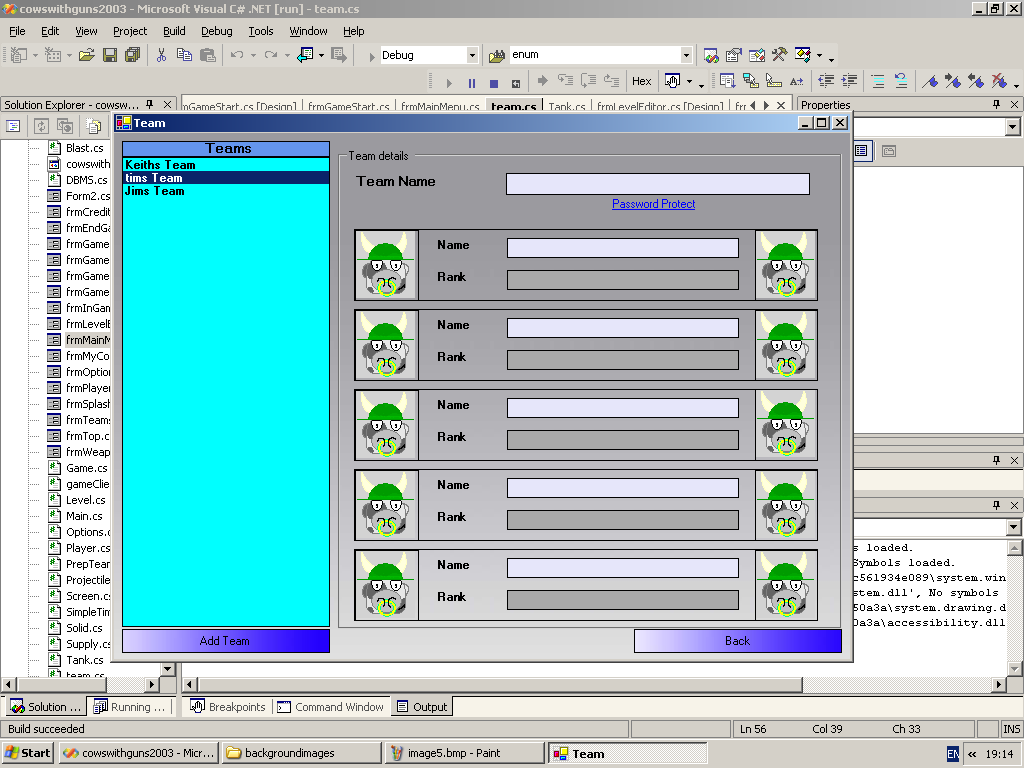 cowswithguns2003 - Microsoft Visual C# .NET [run] - team.cs
File Edit View Project Build Debug Tools Window Help
Debug enum
Hex
Solution Explorer - cowsw...
mGameStart.cs [Design] frmGameStart.cs frmMainMenu.cs team.cs Tank.cs frmLevelEditor.cs [Design]
Properties
Team
Teams
Keiths Team
tims Team
Jims Team
Add Team
Team details
Team Name
Password Protect
Name
Rank
Name
Rank
Name
Rank
Name
Rank
Name
Rank
Back
Blast.cs
cowswith
DBMS.cs
Form2.cs
frmCredit
frmEndGa
frmGame
frmGame
frmGame
frmGame
frmInGam
frmLevelE
frmMainM
frmMyCo
frmOption
frmPlayer
frmSplash
frmTeams
frmTop.c
frmWeap
Game.cs
gameClie
Level.cs
Main.cs
Options.c
Player.cs
PrepTear
Projectile
Screen.cs
SimpleTim
Solid.cs
Supply.cs
Tank.cs
team.cs
s loaded.
Symbols loaded.
c561934e089\system.win
stem.dll', No symbols
50a3a\system.drawing.d
0a3a\accessibility.dll
Solution ... Running ...
Breakpoints Command Window Output
Build succeeded Ln 56 Col 39 Ch 33 INS
Start cowswithguns2003 - Micr... backgroundimages image5.bmp - Paint Team EN « 19:14